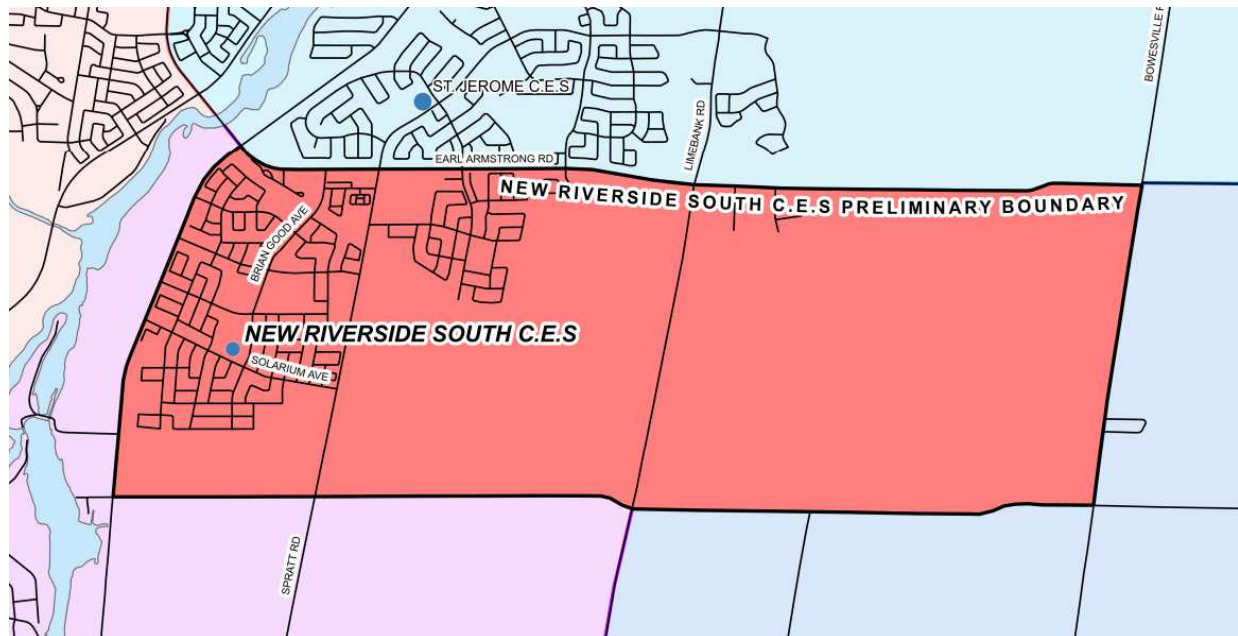 BOWESVILLE R
ST. JEROME C.E.S
LIMEBANK RD
EARL ARMSTRONG RD
NEW RIVERSIDE SOUTH C.E.S PRELIMINARY BOUNDARY
BRIAN GOOD AVE
NEW RIVERSIDE SOUTH C.E.S
SOLARIUM AVE
SPRATT RD